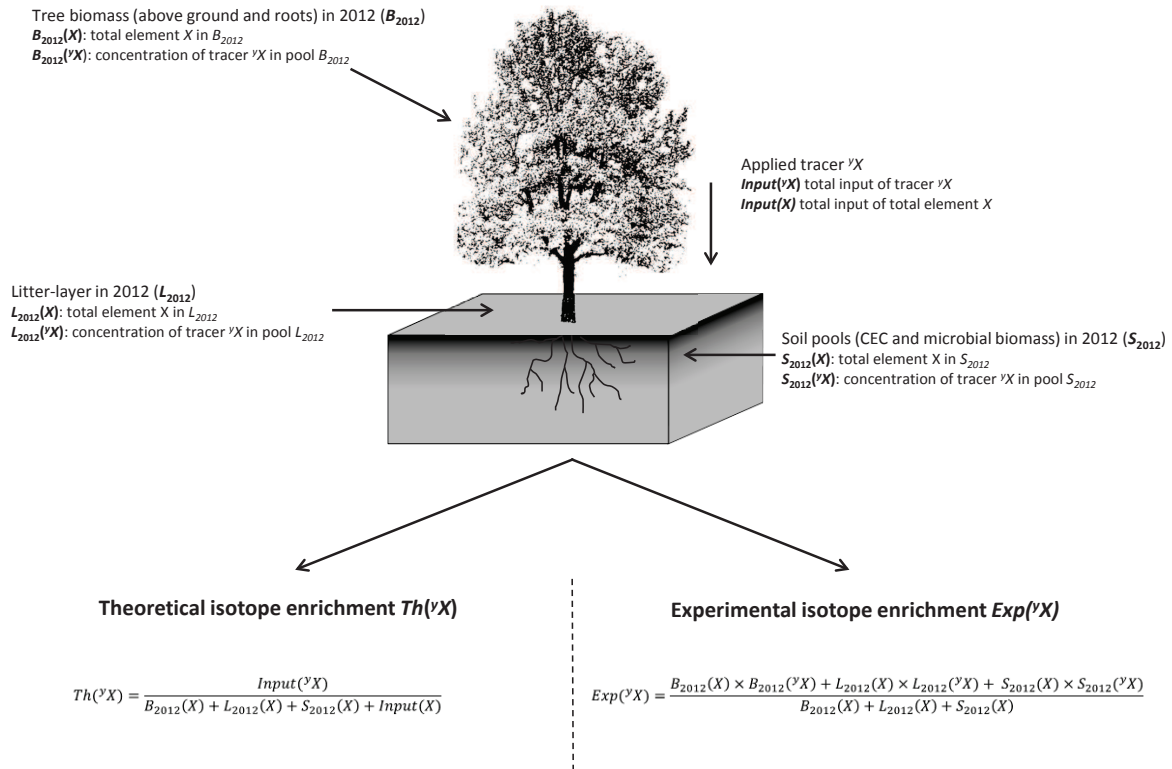 Tree biomass (above ground and roots) in 2012 (B₂₀₁₂)
B₂₀₁₂(X): total element X in B₂₀₁₂
B₂₀₁₂(ʸX): concentration of tracer ʸX in pool B₂₀₁₂
Applied tracer ʸX
Input(ʸX) total input of tracer ʸX
Input(X) total input of total element X
Litter-layer in 2012 (L₂₀₁₂)
L₂₀₁₂(X): total element X in L₂₀₁₂
L₂₀₁₂(ʸX): concentration of tracer ʸX in pool L₂₀₁₂
Soil pools (CEC and microbial biomass) in 2012 (S₂₀₁₂)
S₂₀₁₂(X): total element X in S₂₀₁₂
S₂₀₁₂(ʸX): concentration of tracer ʸX in pool S₂₀₁₂
Theoretical isotope enrichment Th(ʸX)
Th(ʸX) = Input(ʸX) / B₂₀₁₂(X) + L₂₀₁₂(X) + S₂₀₁₂(X) + Input(X)
Experimental isotope enrichment Exp(ʸX)
Exp(ʸX) = B₂₀₁₂(X) × B₂₀₁₂(ʸX) + L₂₀₁₂(X) × L₂₀₁₂(ʸX) + S₂₀₁₂(X) × S₂₀₁₂(ʸX) / B₂₀₁₂(X) + L₂₀₁₂(X) + S₂₀₁₂(X)